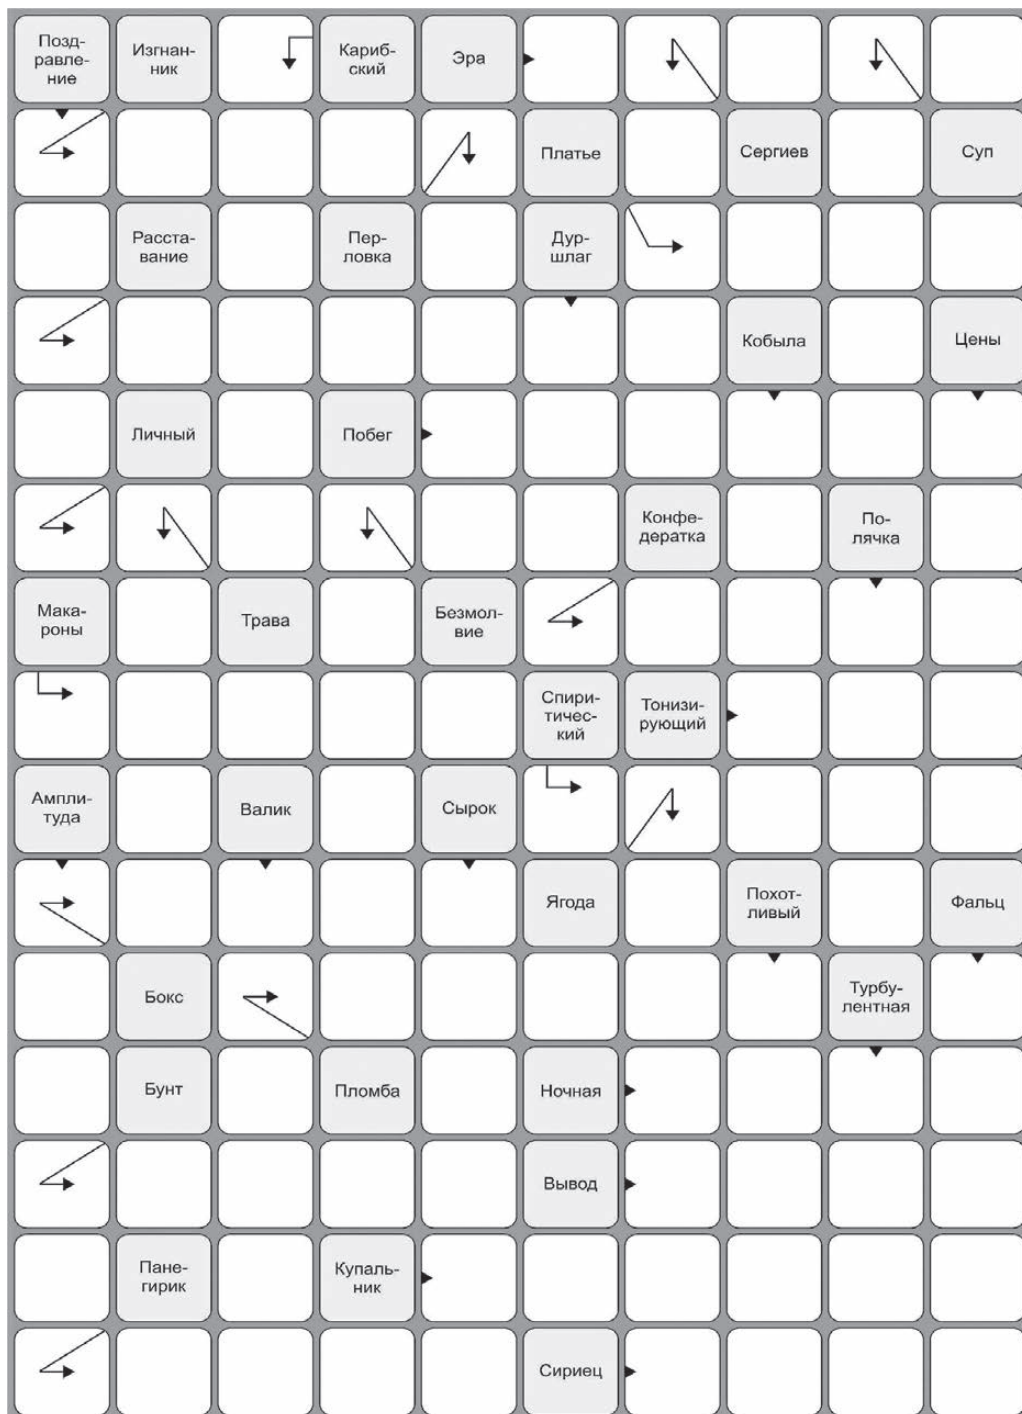 Позд-
равле-
ние
Изгнан-
ник
Кариб-
ский
Эра
Платье
Сергиев
Суп
Расста-
вание
Пер-
ловка
Дур-
шлаг
Кобыла
Цены
Личный
Побег
Конфе-
дератка
По-
лячка
Мака-
роны
Трава
Безмол-
вие
Спири-
тичес-
кий
Тонизи-
рующий
Ампли-
туда
Валик
Сырок
Ягода
Похот-
ливый
Фальц
Бокс
Турбу-
лентная
Бунт
Пломба
Ночная
Вывод
Пане-
гирик
Купаль-
ник
Сириец